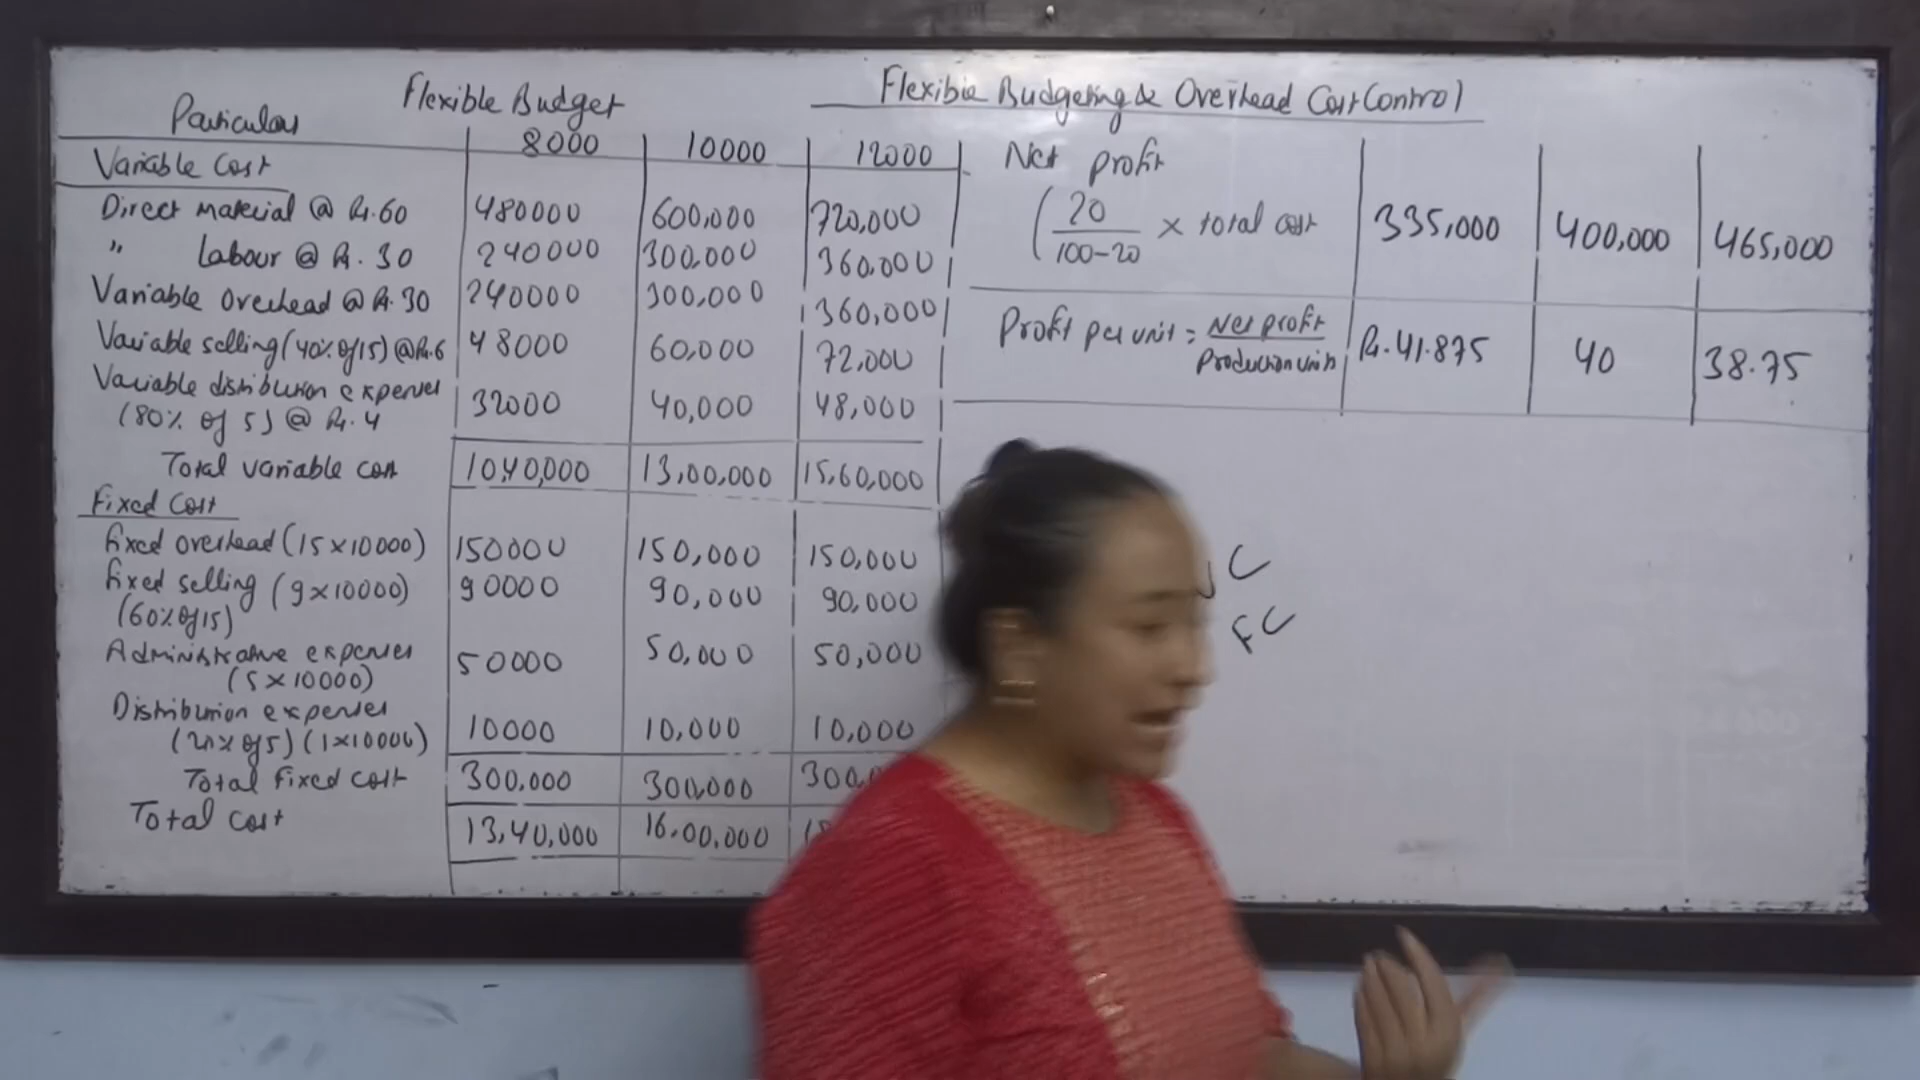 Flexible Budgeting & Overhead Cost Control
Flexible Budget
Particulars
8000 10000 12000
Variable Cost
Direct material @ Rs.60 480000 600,000 720,000
" Labour @ Rs. 30 240000 300,000 360,000
Variable overhead @ Rs.30 240000 300,000 360,000
Variable selling (40% of 15) @Rs.6 48000 60,000 72,000
Variable distribution expenses
(80% of 5) @ Rs. 4 32000 40,000 48,000
Total variable cost 10,40,000 13,00,000 15,60,000
Fixed Cost
Fixed overhead (15×10000) 150000 150,000 150,000
Fixed selling (9×10000) 90000 90,000 90,000
(60% of 15)
Administrative expenses
(5×10000) 50000 50,000 50,000
Distribution expenses
(20% of 5) (1×10000) 10000 10,000 10,000
Total fixed cost 300,000 300,000
Total cost 13,40,000 16,00,000
Net profit
(20/100-20 × total cost 335,000 400,000 465,000
Profit per unit = Net profit/Production units Rs.41.875 40 38.75
FC